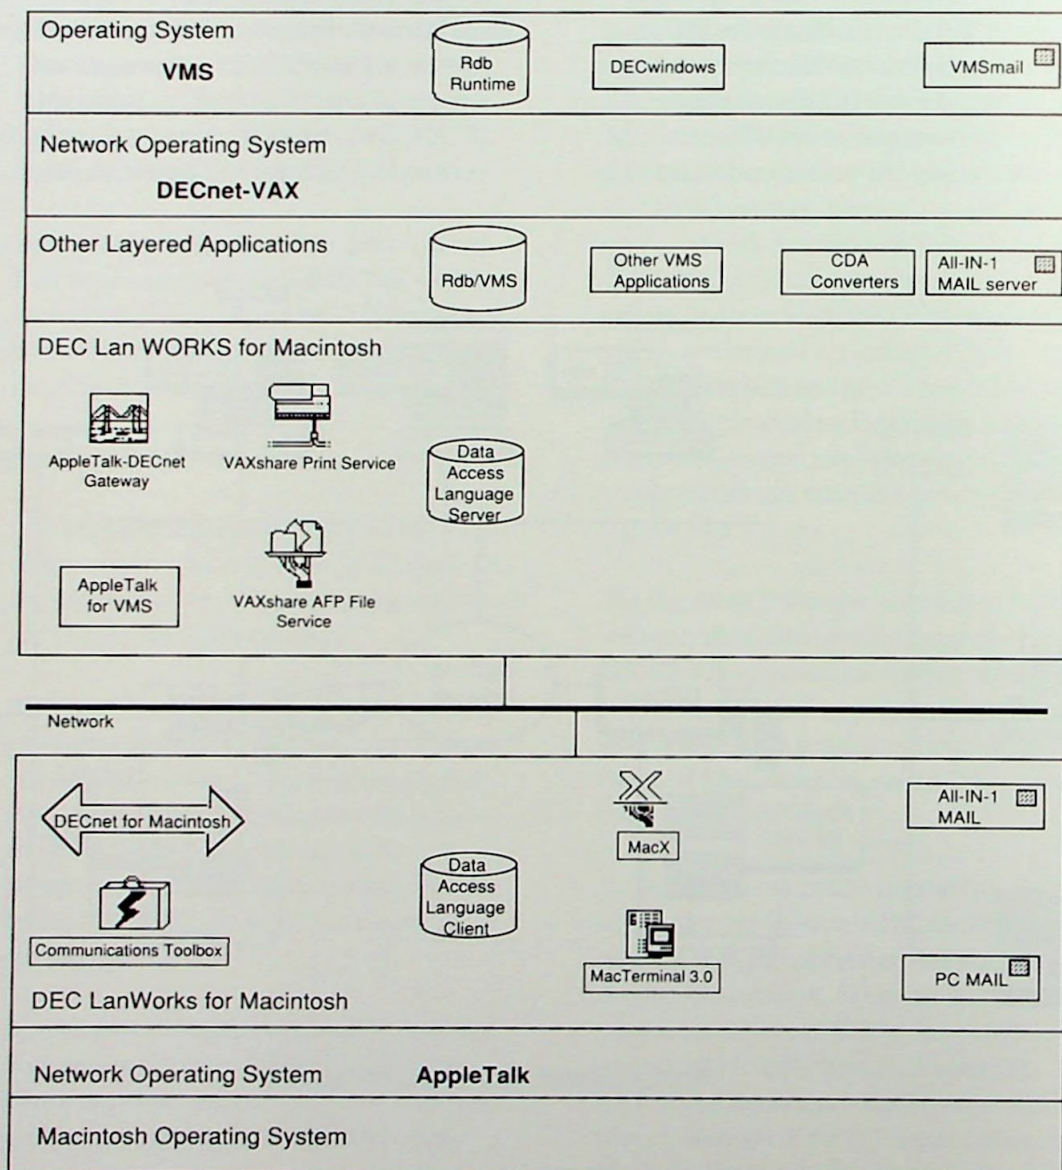 Operating System
VMS
Rdb
Runtime
DECwindows
VMSmail
Network Operating System
DECnet-VAX
Other Layered Applications
Rdb/VMS
Other VMS
Applications
CDA
Converters
All-IN-1
MAIL server
DEC Lan WORKS for Macintosh
AppleTalk-DECnet
Gateway
VAXshare Print Service
Data
Access
Language
Server
AppleTalk
for VMS
VAXshare AFP File
Service
Network
DECnet for Macintosh
MacX
All-IN-1
MAIL
Data
Access
Language
Client
Communications Toolbox
MacTerminal 3.0
PC MAIL
DEC LanWorks for Macintosh
Network Operating System
AppleTalk
Macintosh Operating System